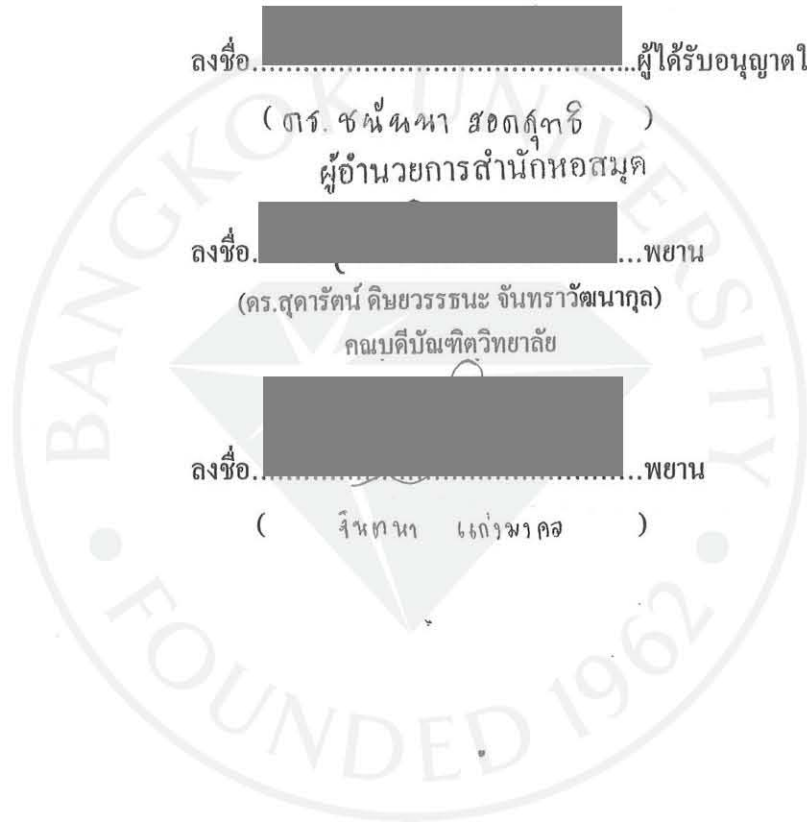 ลงชื่อ....................................................ผู้ได้รับอนุญาตใ
( ดร. ชนันนา รอดสุทธิ )
ผู้อำนวยการสำนักหอสมุด
ลงชื่อ. ...พยาน
(ดร.สุดารัตน์ ดิษยวรรธนะ จันทราวัฒนากุล)
คณบดีบัณฑิตวิทยาลัย
ลงชื่อ....................................................พยาน
( จินตนา แก่งมงคล )
BANGKOK UNIVERSITY
FOUNDED 1962